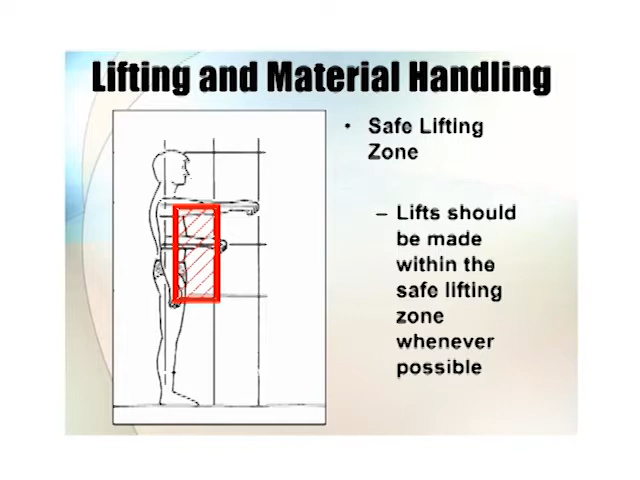 Lifting and Material Handling
• Safe Lifting
Zone
– Lifts should
be made
within the
safe lifting
zone
whenever
possible